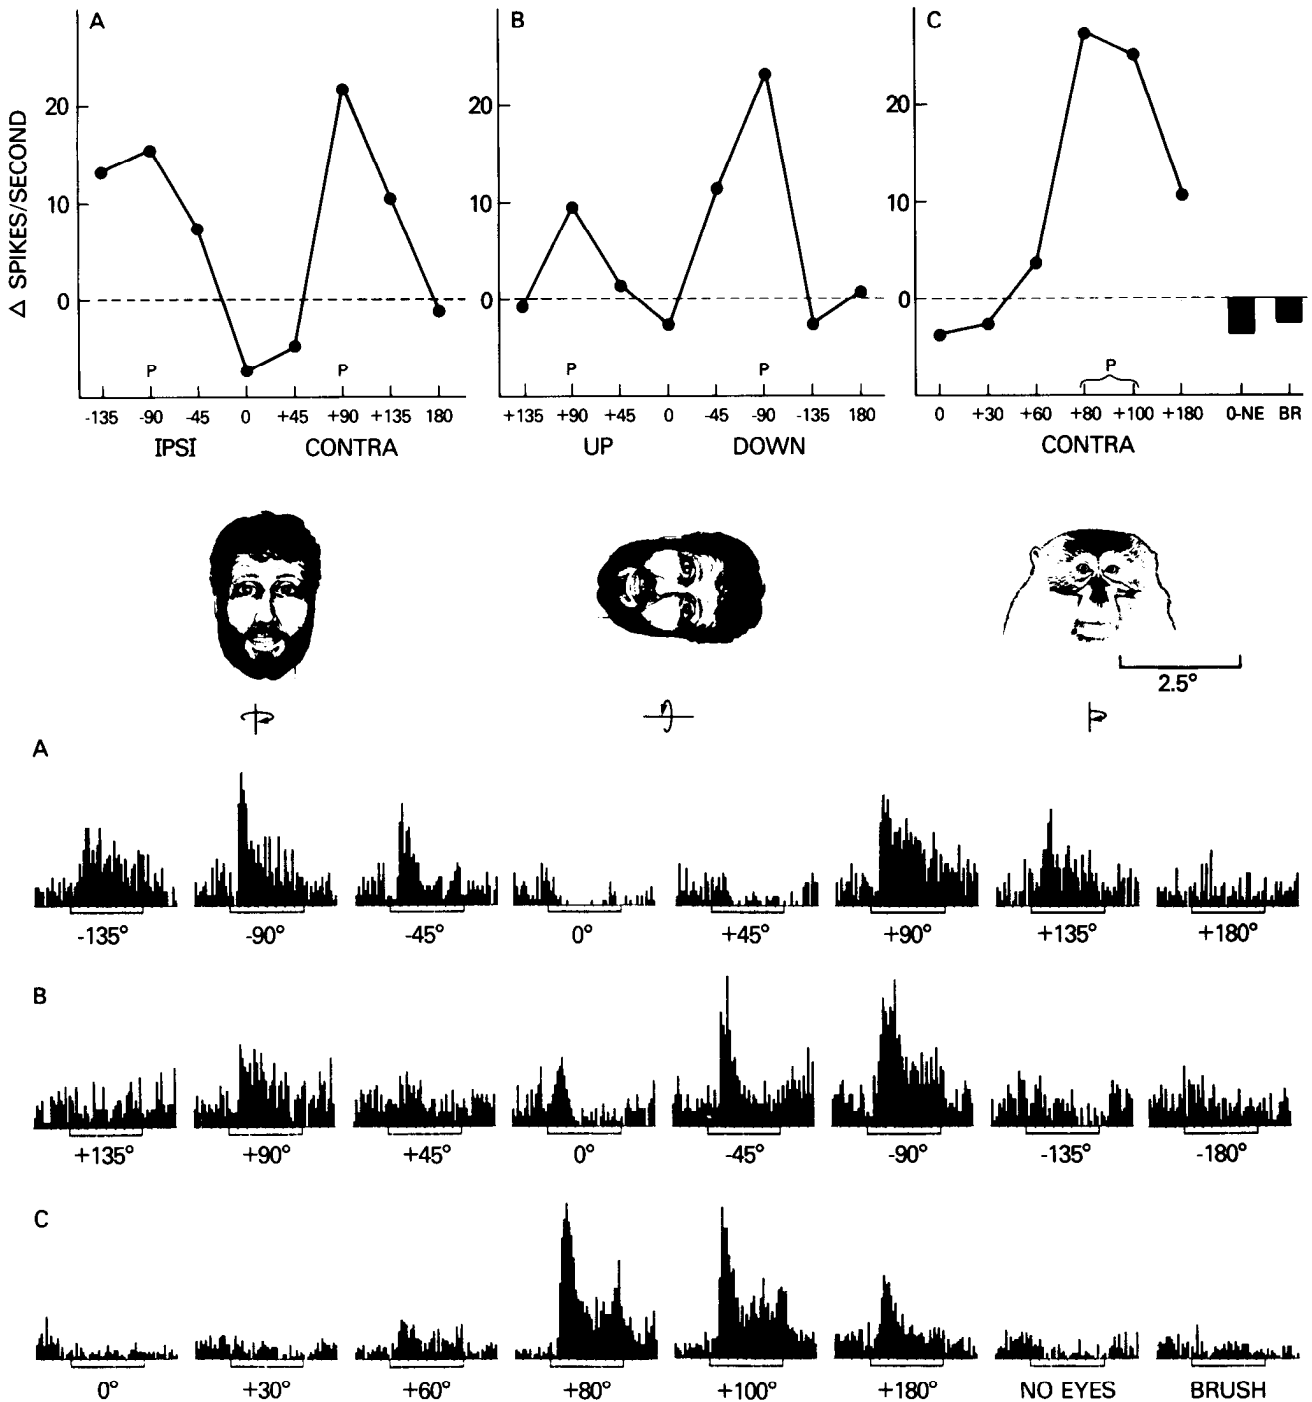 A
B
C
Δ SPIKES/SECOND
20
10
0
20
10
0
20
10
0
P
P
P
P
P
-135 -90 -45 0 +45 +90 +135 180
+135 +90 +45 0 -45 -90 -135 180
0 +30 +60 +80 +100 +180 0-NE BR
IPSI CONTRA
UP DOWN
CONTRA
2.5°
A
-135° -90° -45° 0° +45° +90° +135° +180°
B
+135° +90° +45° 0° -45° -90° -135° -180°
C
0° +30° +60° +80° +100° +180° NO EYES BRUSH